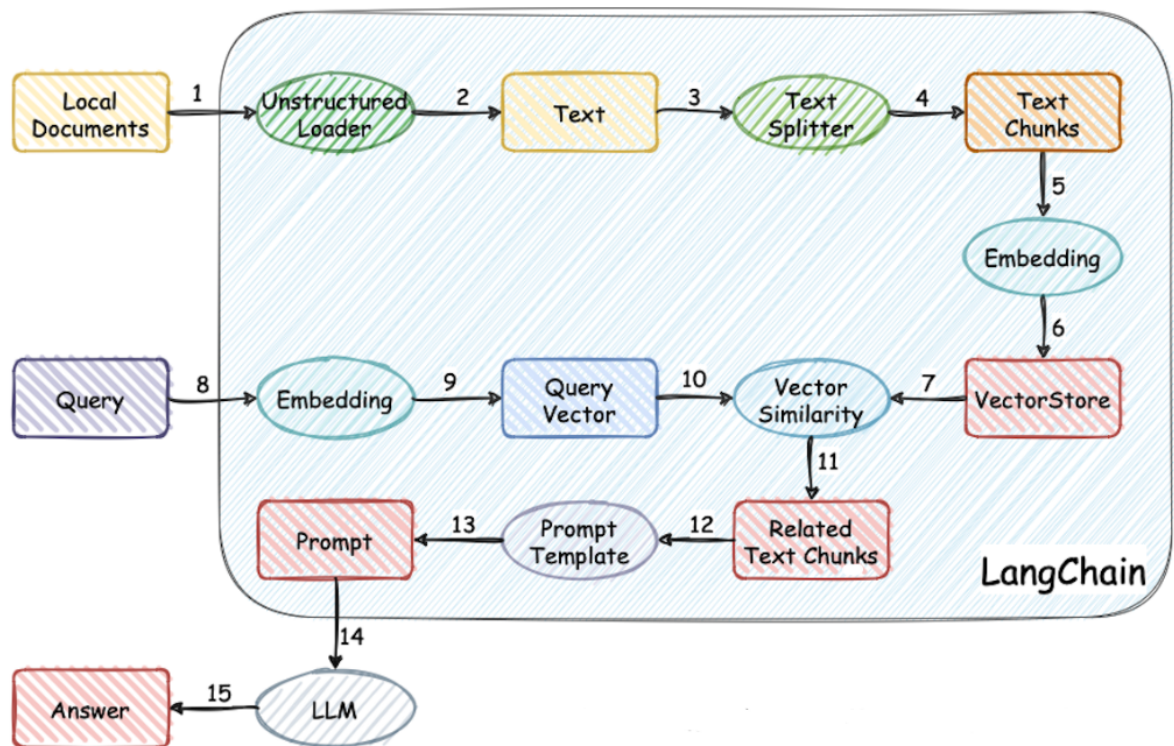 Local
Documents
1
Unstructured
Loader
2
Text
3
Text
Splitter
4
Text
Chunks
5
Embedding
6
Query
8
Embedding
9
Query
Vector
10
Vector
Similarity
7
VectorStore
11
Prompt
13
Prompt
Template
12
Related
Text Chunks
LangChain
14
Answer
15
LLM